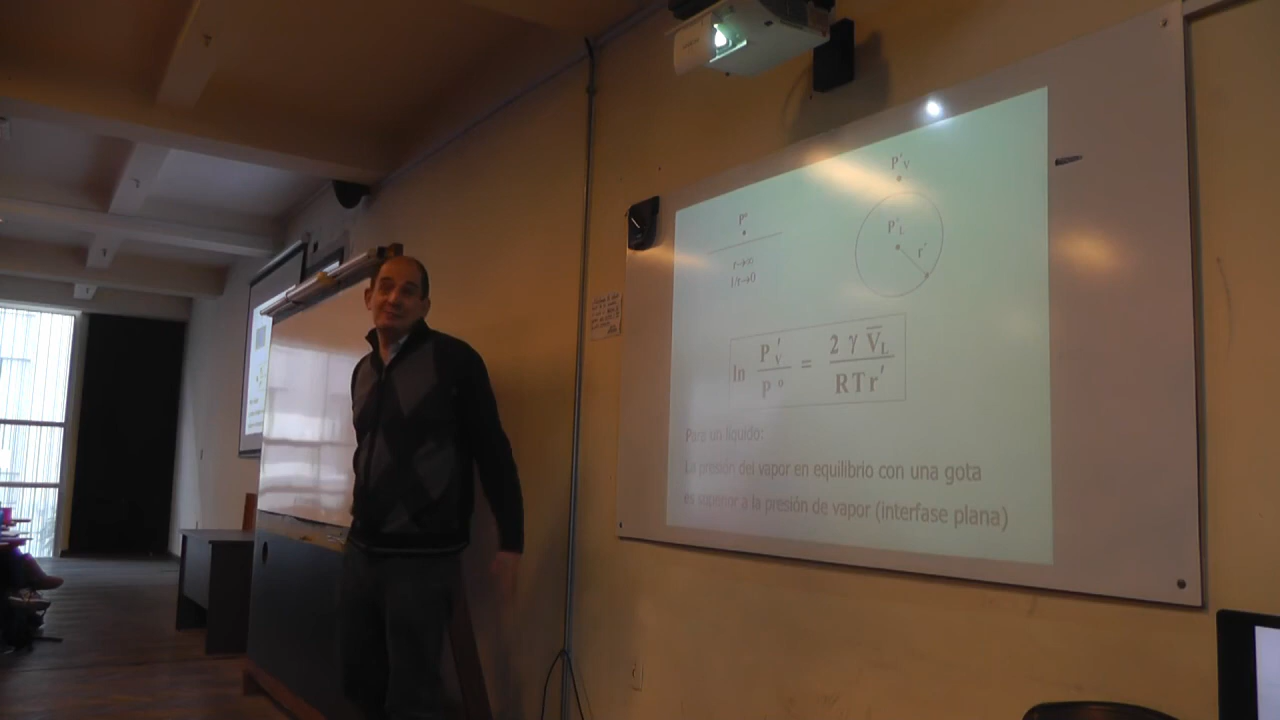 P°
r→∞
1/r→0
P'V
P'L
r'
ln P'V / P° = 2 γ V̅L / RTr'
Para un líquido:
La presión del vapor en equilibrio con una gota
es superior a la presión de vapor (interfase plana)